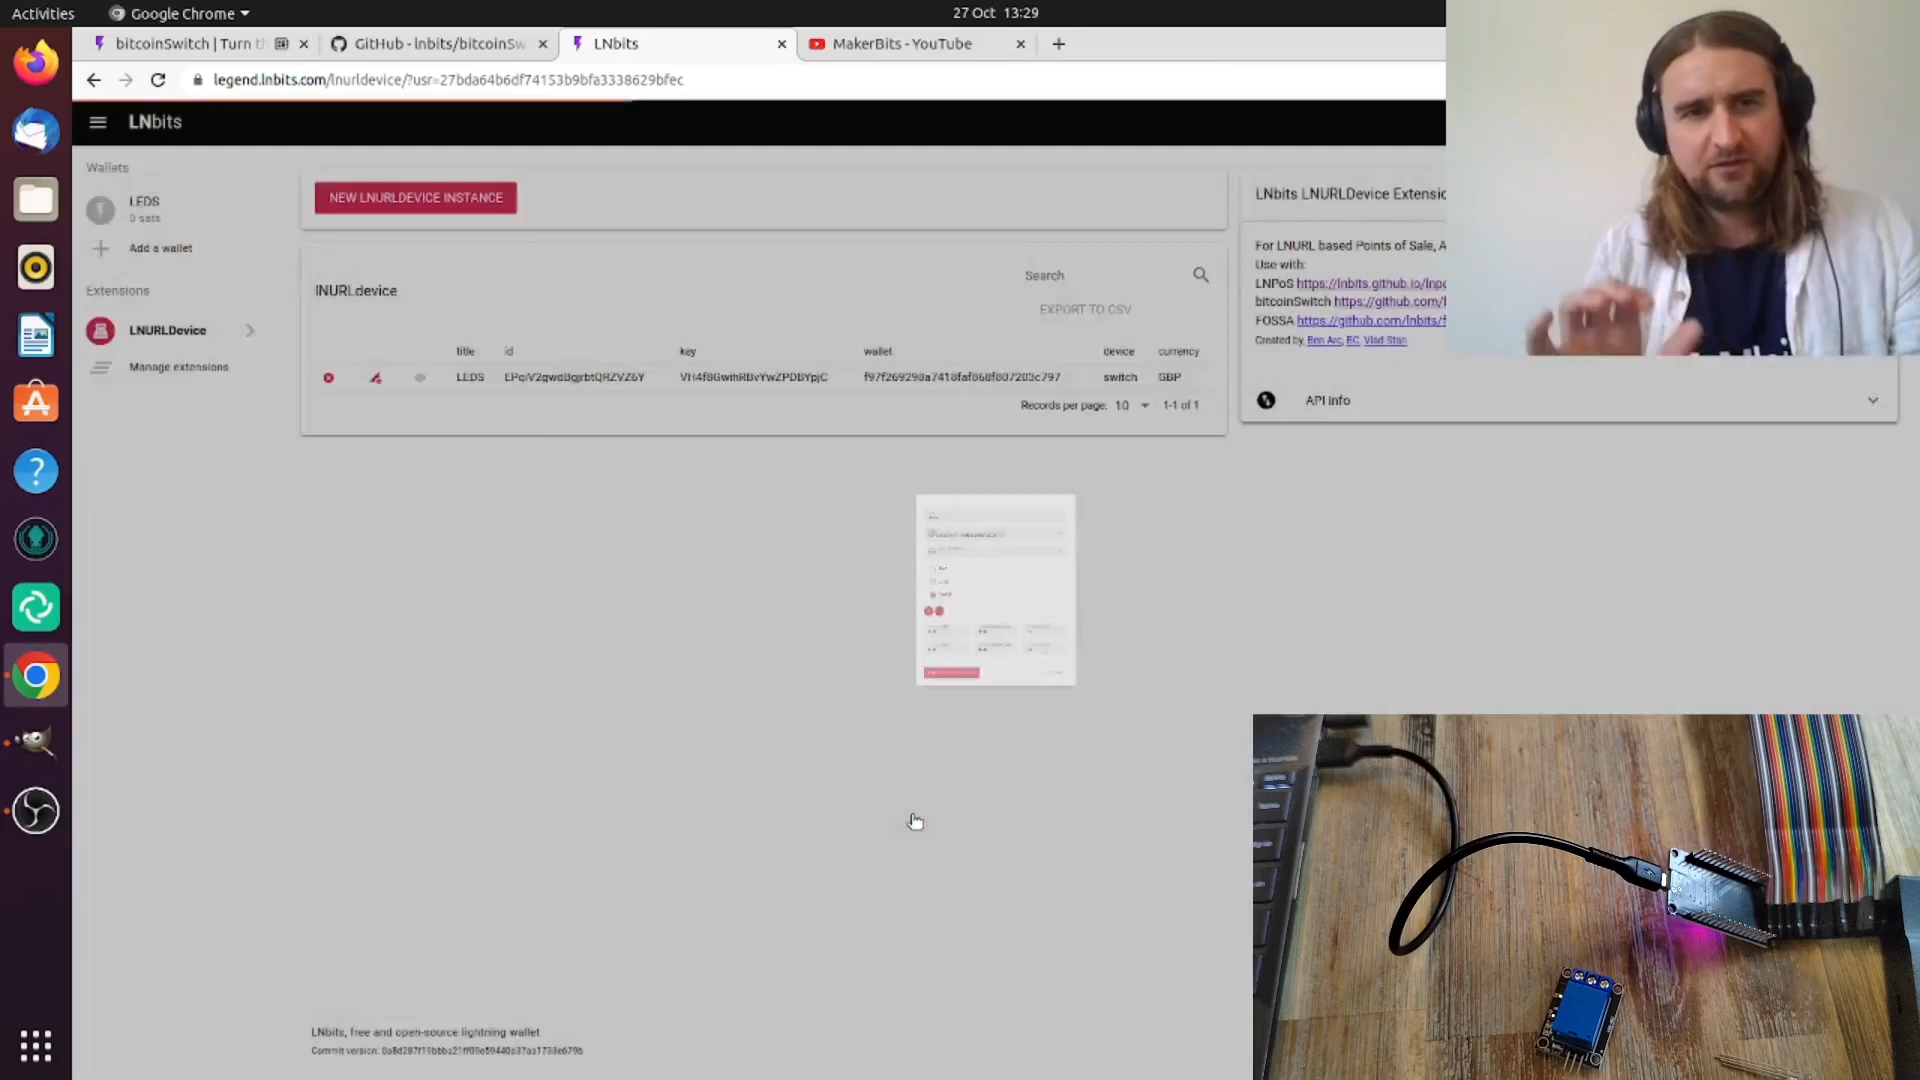 Activities
Google Chrome
27 Oct 13:29
bitcoinSwitch | Turn th
GitHub - lnbits/bitcoinSw
LNbits
MakerBits - YouTube
legend.lnbits.com/lnurldevice/?usr=27bda64b6df74153b9bfa3338629bfec
LNbits
Wallets
LEDS
0 sats
Add a wallet
Extensions
LNURLDevice
Manage extensions
NEW LNURLDEVICE INSTANCE
lNURLdevice
Search
EXPORT TO CSV
title id key wallet device currency
LEDS switch GBP
Records per page: 10 1-1 of 1
LNbits LNURLDevice Extensio
For LNURL based Points of Sale, A
Use with:
LNPoS https://lnbits.github.io/lnpo
bitcoinSwitch https://github.com/l
FOSSA https://github.com/lnbits/f
Created by, Ben Arc, BC, Vlad Stan
API info
LNbits, free and open-source lightning wallet
Commit version: